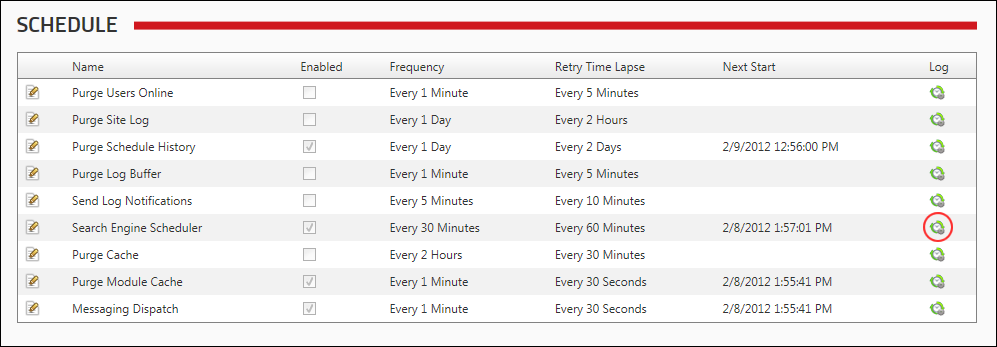 SCHEDULE
Name Enabled Frequency Retry Time Lapse Next Start Log
Purge Users Online Every 1 Minute Every 5 Minutes
Purge Site Log Every 1 Day Every 2 Hours
Purge Schedule History Every 1 Day Every 2 Days 2/9/2012 12:56:00 PM
Purge Log Buffer Every 1 Minute Every 5 Minutes
Send Log Notifications Every 5 Minutes Every 10 Minutes
Search Engine Scheduler Every 30 Minutes Every 60 Minutes 2/8/2012 1:57:01 PM
Purge Cache Every 2 Hours Every 30 Minutes
Purge Module Cache Every 1 Minute Every 30 Seconds 2/8/2012 1:55:41 PM
Messaging Dispatch Every 1 Minute Every 30 Seconds 2/8/2012 1:55:41 PM